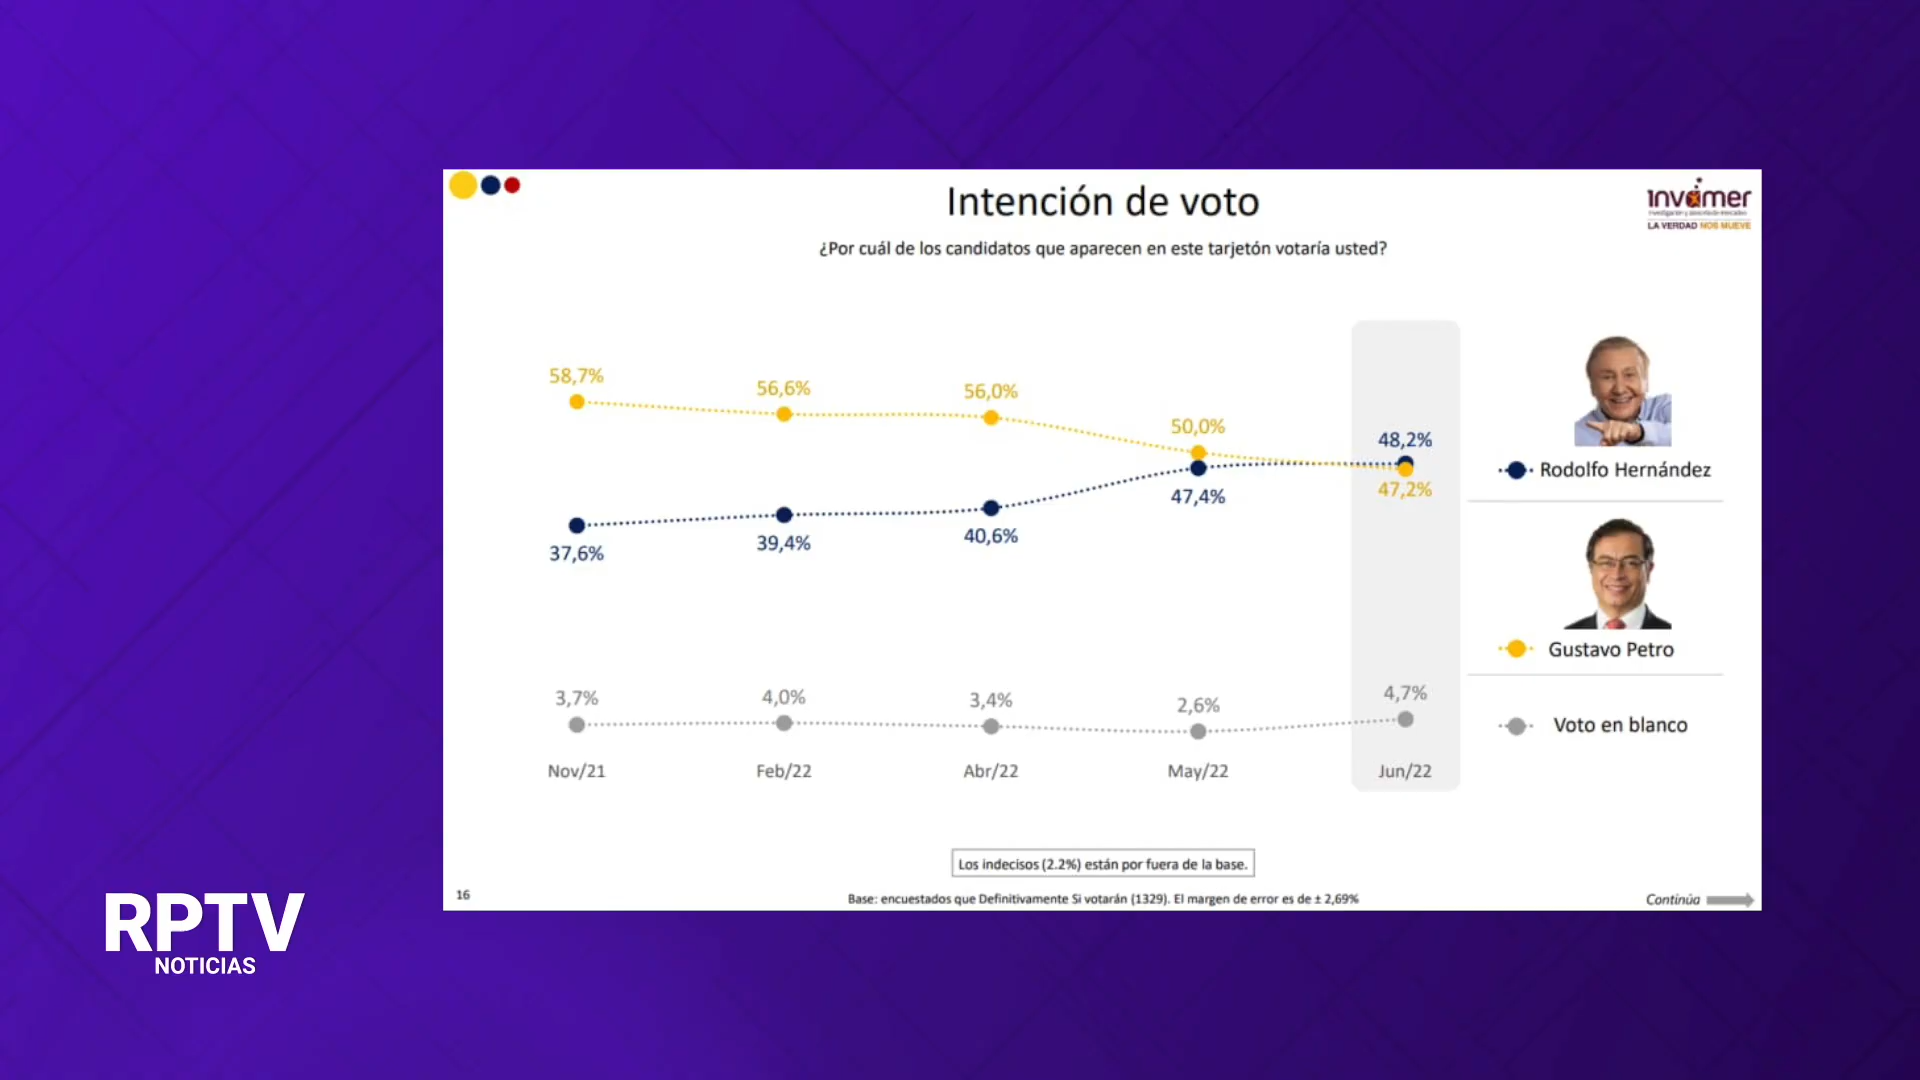 Intención de voto
invamer
LA VERDAD NOS MUEVE
¿Por cuál de los candidatos que aparecen en este tarjetón votaría usted?
58,7%
56,6%
56,0%
50,0%
48,2%
47,2%
37,6%
39,4%
40,6%
47,4%
Rodolfo Hernández
Gustavo Petro
3,7%
4,0%
3,4%
2,6%
4,7%
Voto en blanco
Nov/21
Feb/22
Abr/22
May/22
Jun/22
Los indecisos (2.2%) están por fuera de la base.
16
Base: encuestados que Definitivamente Si votarán (1329). El margen de error es de ± 2,69%
Continúa
RPTV
NOTICIAS